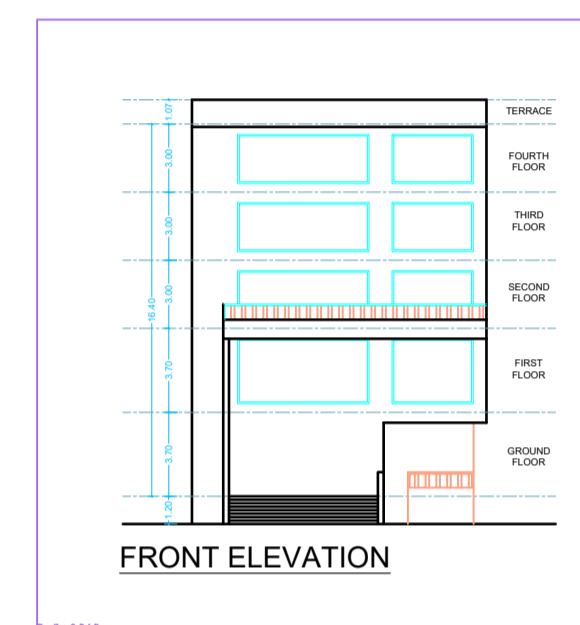 1.07
TERRACE
3.00
FOURTH
FLOOR
3.00
THIRD
FLOOR
3.00
SECOND
FLOOR
16.40
3.70
FIRST
FLOOR
3.70
GROUND
FLOOR
1.20
FRONT ELEVATION